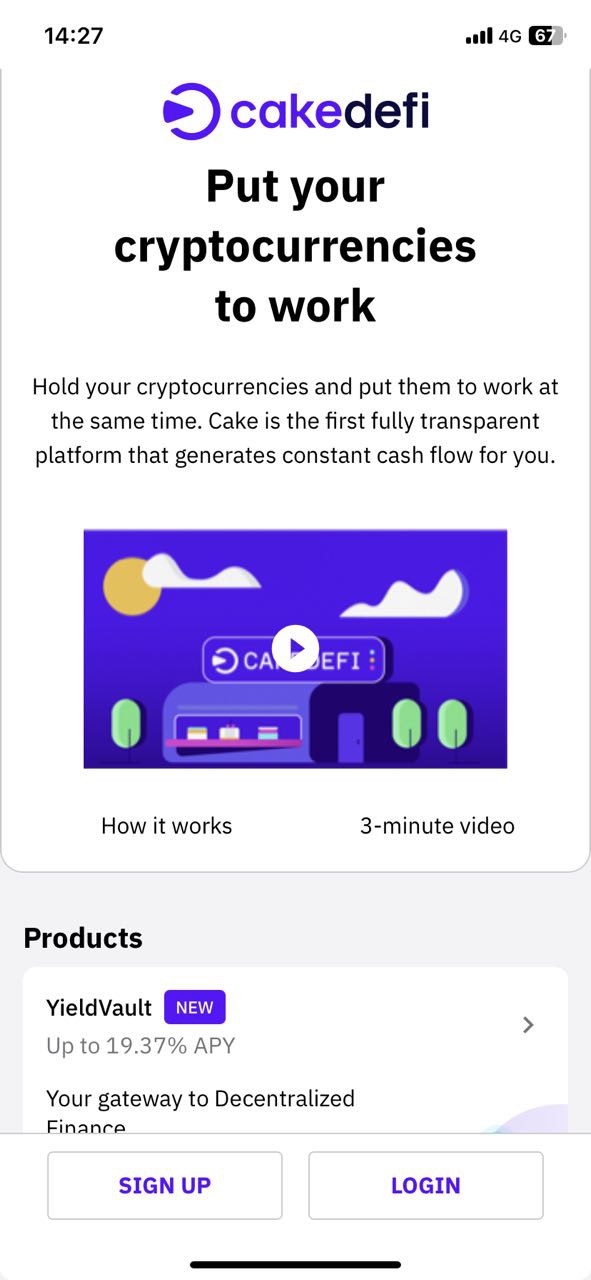 14:27
4G 67
cakedefi
Put your
cryptocurrencies
to work
Hold your cryptocurrencies and put them to work at
the same time. Cake is the first fully transparent
platform that generates constant cash flow for you.
CA DEFI
How it works 3-minute video
Products
YieldVault NEW
Up to 19.37% APY
Your gateway to Decentralized
Finance
SIGN UP LOGIN